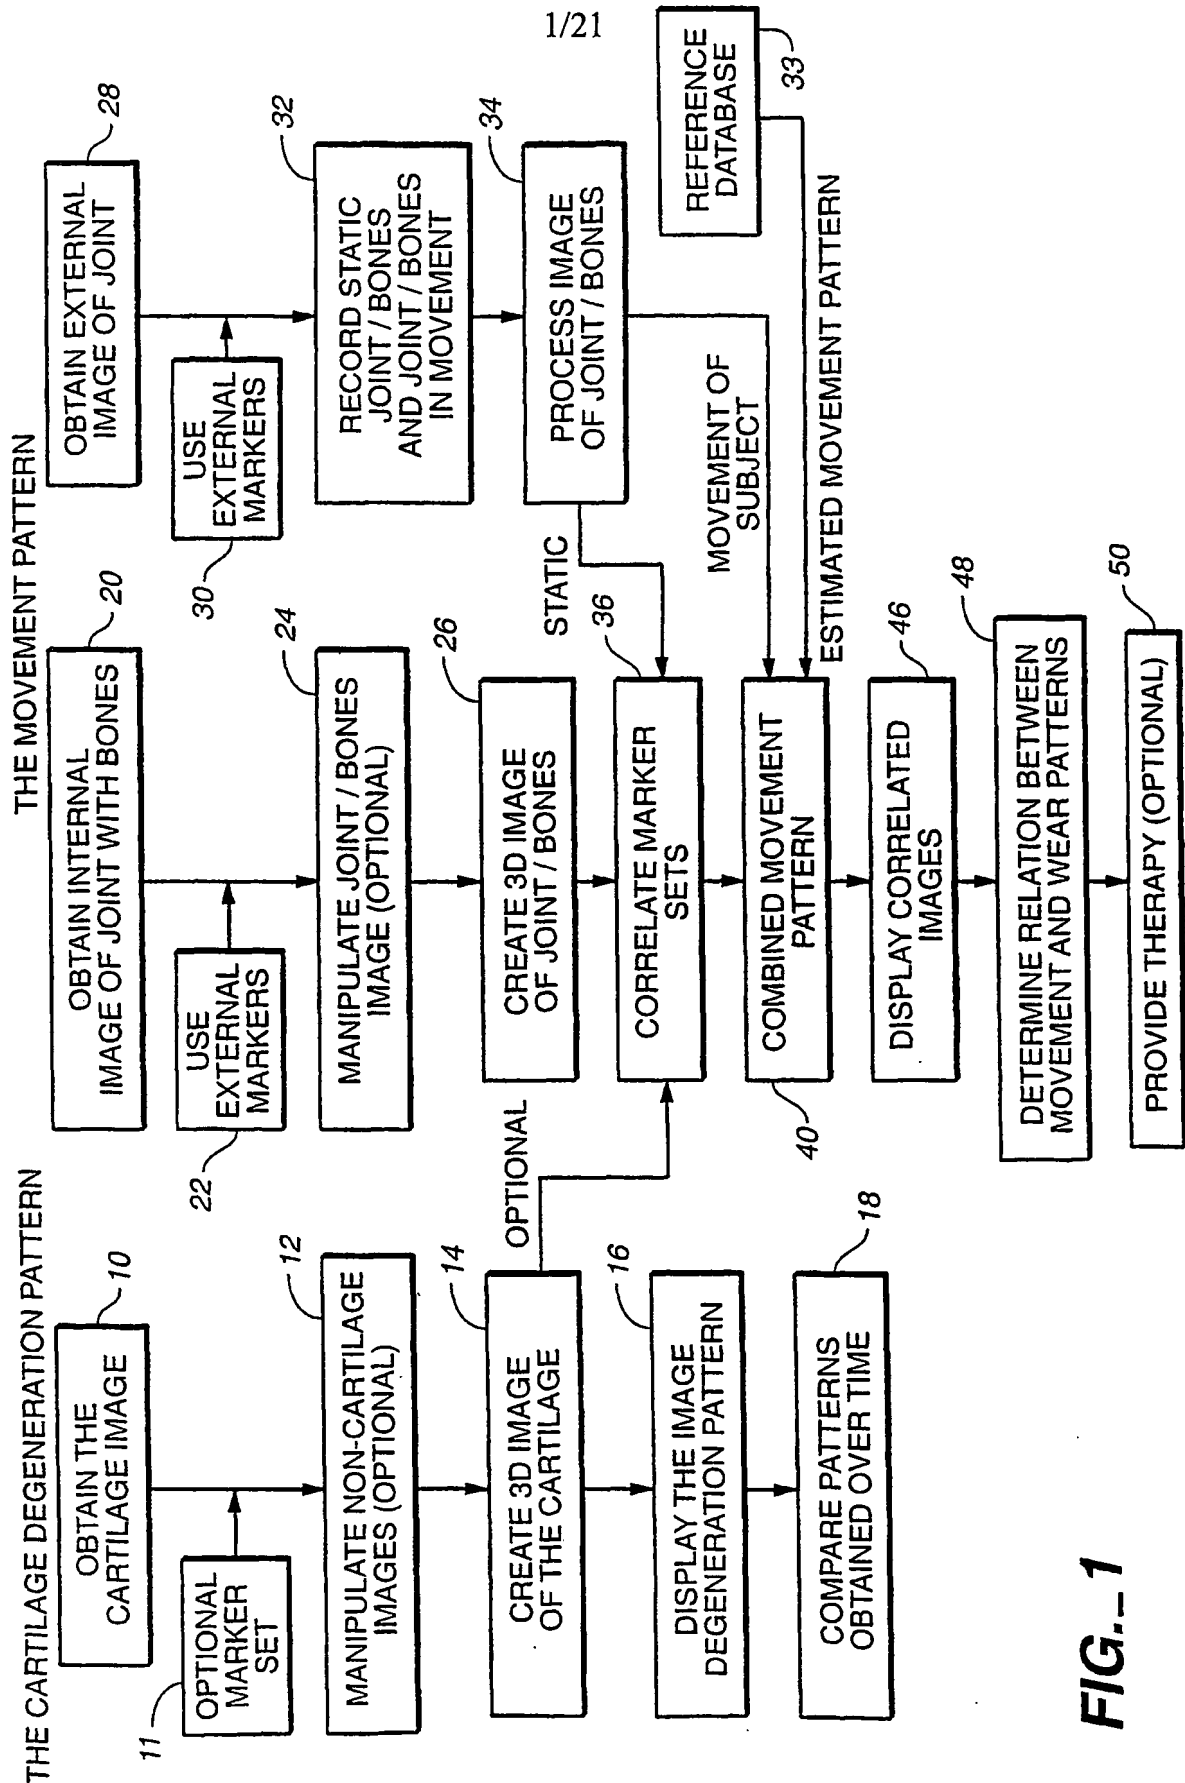 1/21
THE CARTILAGE DEGENERATION PATTERN
10
OBTAIN THE
CARTILAGE IMAGE
11
OPTIONAL
MARKER
SET
12
MANIPULATE NON-CARTILAGE
IMAGES (OPTIONAL)
14
CREATE 3D IMAGE
OF THE CARTILAGE
OPTIONAL
16
DISPLAY THE IMAGE
DEGENERATION PATTERN
18
COMPARE PATTERNS
OBTAINED OVER TIME
THE MOVEMENT PATTERN
20
OBTAIN INTERNAL
IMAGE OF JOINT WITH BONES
22
USE
EXTERNAL
MARKERS
24
MANIPULATE JOINT / BONES
IMAGE (OPTIONAL)
26
CREATE 3D IMAGE
OF JOINT / BONES
36
CORRELATE MARKER
SETS
40
COMBINED MOVEMENT
PATTERN
46
DISPLAY CORRELATED
IMAGES
48
DETERMINE RELATION BETWEEN
MOVEMENT AND WEAR PATTERNS
50
PROVIDE THERAPY (OPTIONAL)
28
OBTAIN EXTERNAL
IMAGE OF JOINT
30
USE
EXTERNAL
MARKERS
32
RECORD STATIC
JOINT / BONES
AND JOINT / BONES
IN MOVEMENT
34
PROCESS IMAGE
OF JOINT / BONES
STATIC
MOVEMENT OF
SUBJECT
REFERENCE
DATABASE
33
ESTIMATED MOVEMENT PATTERN
FIG._1